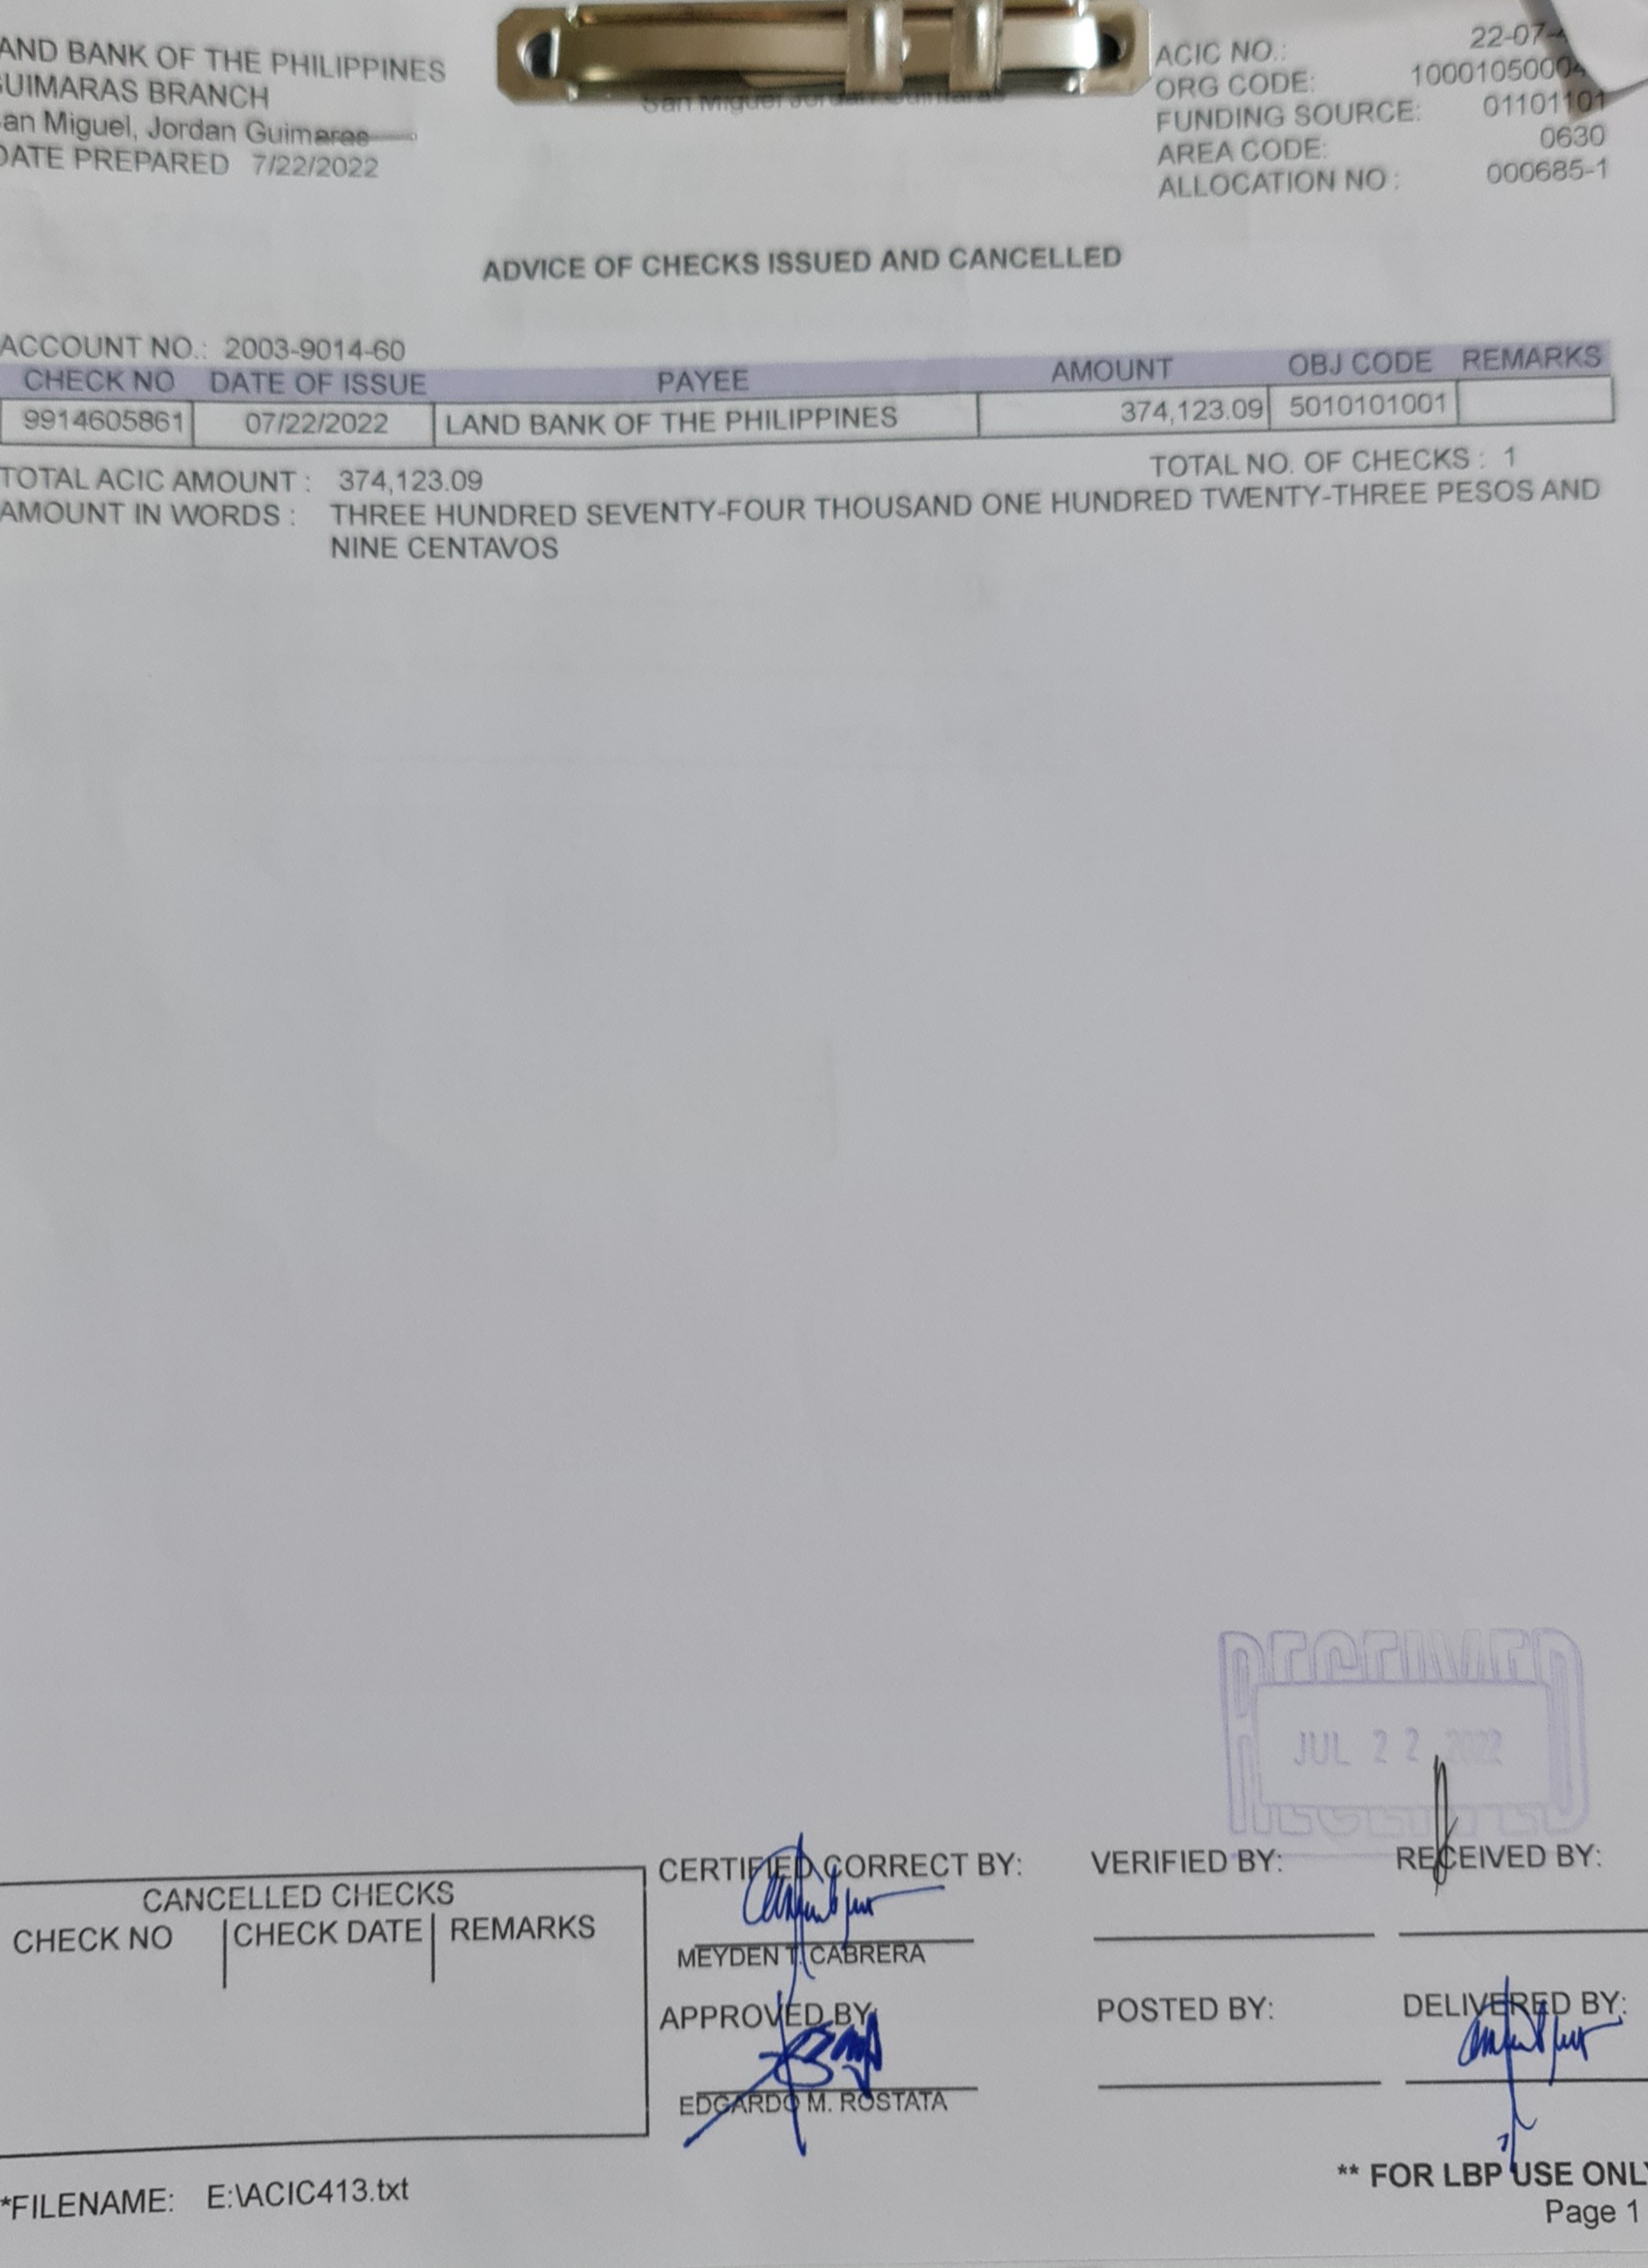 AND BANK OF THE PHILIPPINES
GUIMARAS BRANCH
an Miguel, Jordan Guimaras
DATE PREPARED 7/22/2022
San Miguel Jordan Guimaras
ACIC NO.: 22-07-
ORG CODE: 1000105000
FUNDING SOURCE: 01101101
AREA CODE: 0630
ALLOCATION NO : 000685-1
ADVICE OF CHECKS ISSUED AND CANCELLED
ACCOUNT NO.: 2003-9014-60
CHECK NO DATE OF ISSUE PAYEE AMOUNT OBJ CODE REMARKS
9914605861 07/22/2022 LAND BANK OF THE PHILIPPINES 374,123.09 5010101001
TOTAL ACIC AMOUNT : 374,123.09 TOTAL NO. OF CHECKS : 1
AMOUNT IN WORDS : THREE HUNDRED SEVENTY-FOUR THOUSAND ONE HUNDRED TWENTY-THREE PESOS AND
NINE CENTAVOS
RECEIVED
JUL 22 2022
RECEIVED
CANCELLED CHECKS
CHECK NO CHECK DATE REMARKS
CERTIFIED CORRECT BY: VERIFIED BY: RECEIVED BY:
MEYDEN T. CABRERA
APPROVED BY: POSTED BY: DELIVERED BY:
EDGARDO M. ROSTATA
*FILENAME: E:\ACIC413.txt
** FOR LBP USE ONLY
Page 1